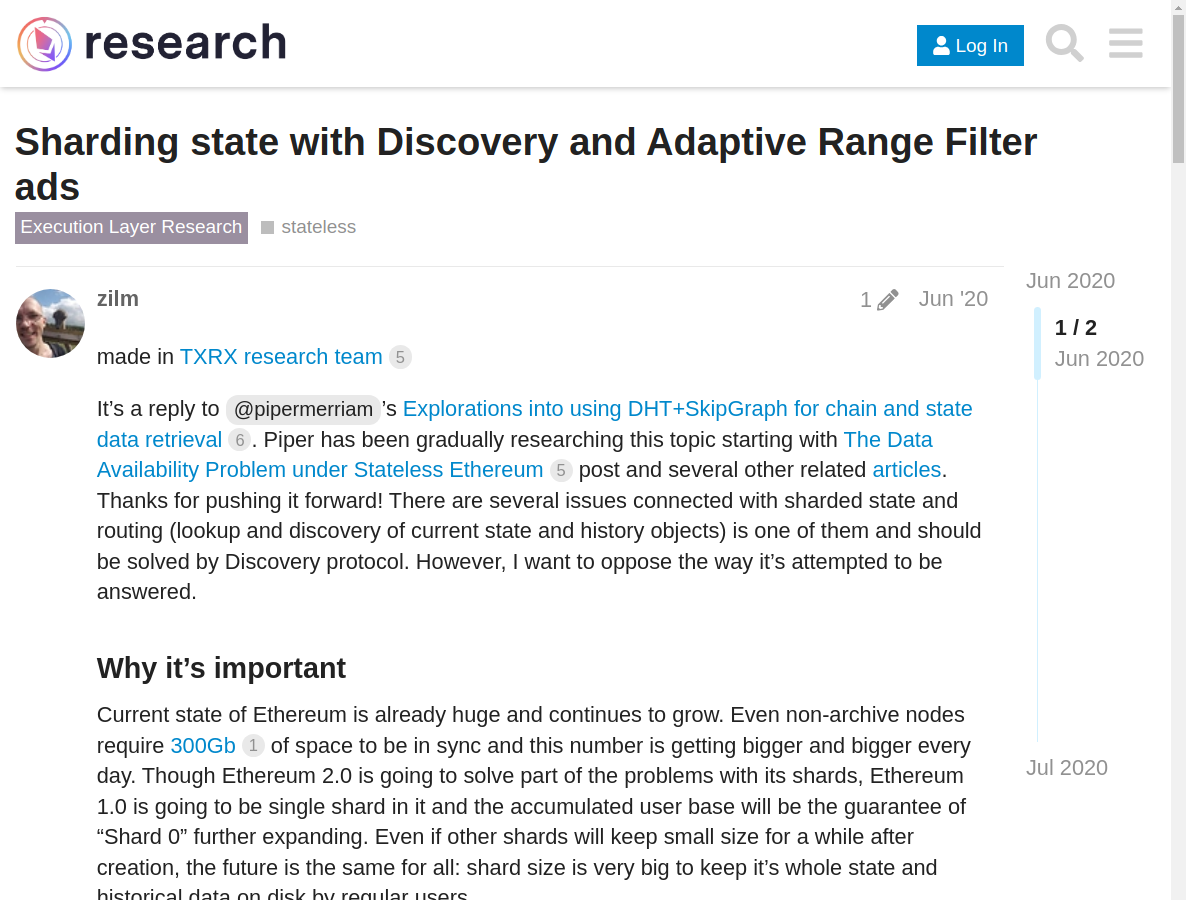 research
Log In
Sharding state with Discovery and Adaptive Range Filter
ads
Execution Layer Research stateless
zilm 1 Jun '20
made in TXRX research team 5
It’s a reply to @pipermerriam’s Explorations into using DHT+SkipGraph for chain and state
data retrieval 6. Piper has been gradually researching this topic starting with The Data
Availability Problem under Stateless Ethereum 5 post and several other related articles.
Thanks for pushing it forward! There are several issues connected with sharded state and
routing (lookup and discovery of current state and history objects) is one of them and should
be solved by Discovery protocol. However, I want to oppose the way it’s attempted to be
answered.
Why it’s important
Current state of Ethereum is already huge and continues to grow. Even non-archive nodes
require 300Gb 1 of space to be in sync and this number is getting bigger and bigger every
day. Though Ethereum 2.0 is going to solve part of the problems with its shards, Ethereum
1.0 is going to be single shard in it and the accumulated user base will be the guarantee of
“Shard 0” further expanding. Even if other shards will keep small size for a while after
creation, the future is the same for all: shard size is very big to keep it’s whole state and
historical data on disk by regular users.
Jun 2020
1 / 2
Jun 2020
Jul 2020